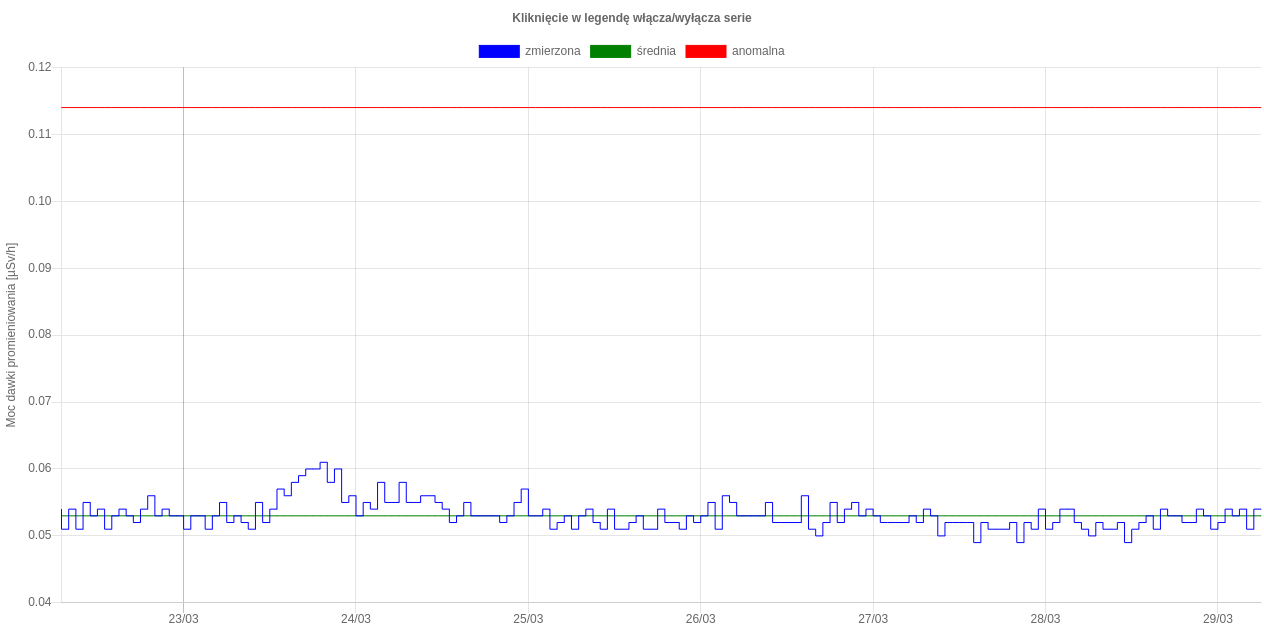 Kliknięcie w legendę włącza/wyłącza serie
zmierzona średnia anomalna
0.12
0.11
0.10
0.09
0.08
0.07
0.06
0.05
0.04
Moc dawki promieniowania [µSv/h]
23/03 24/03 25/03 26/03 27/03 28/03 29/03